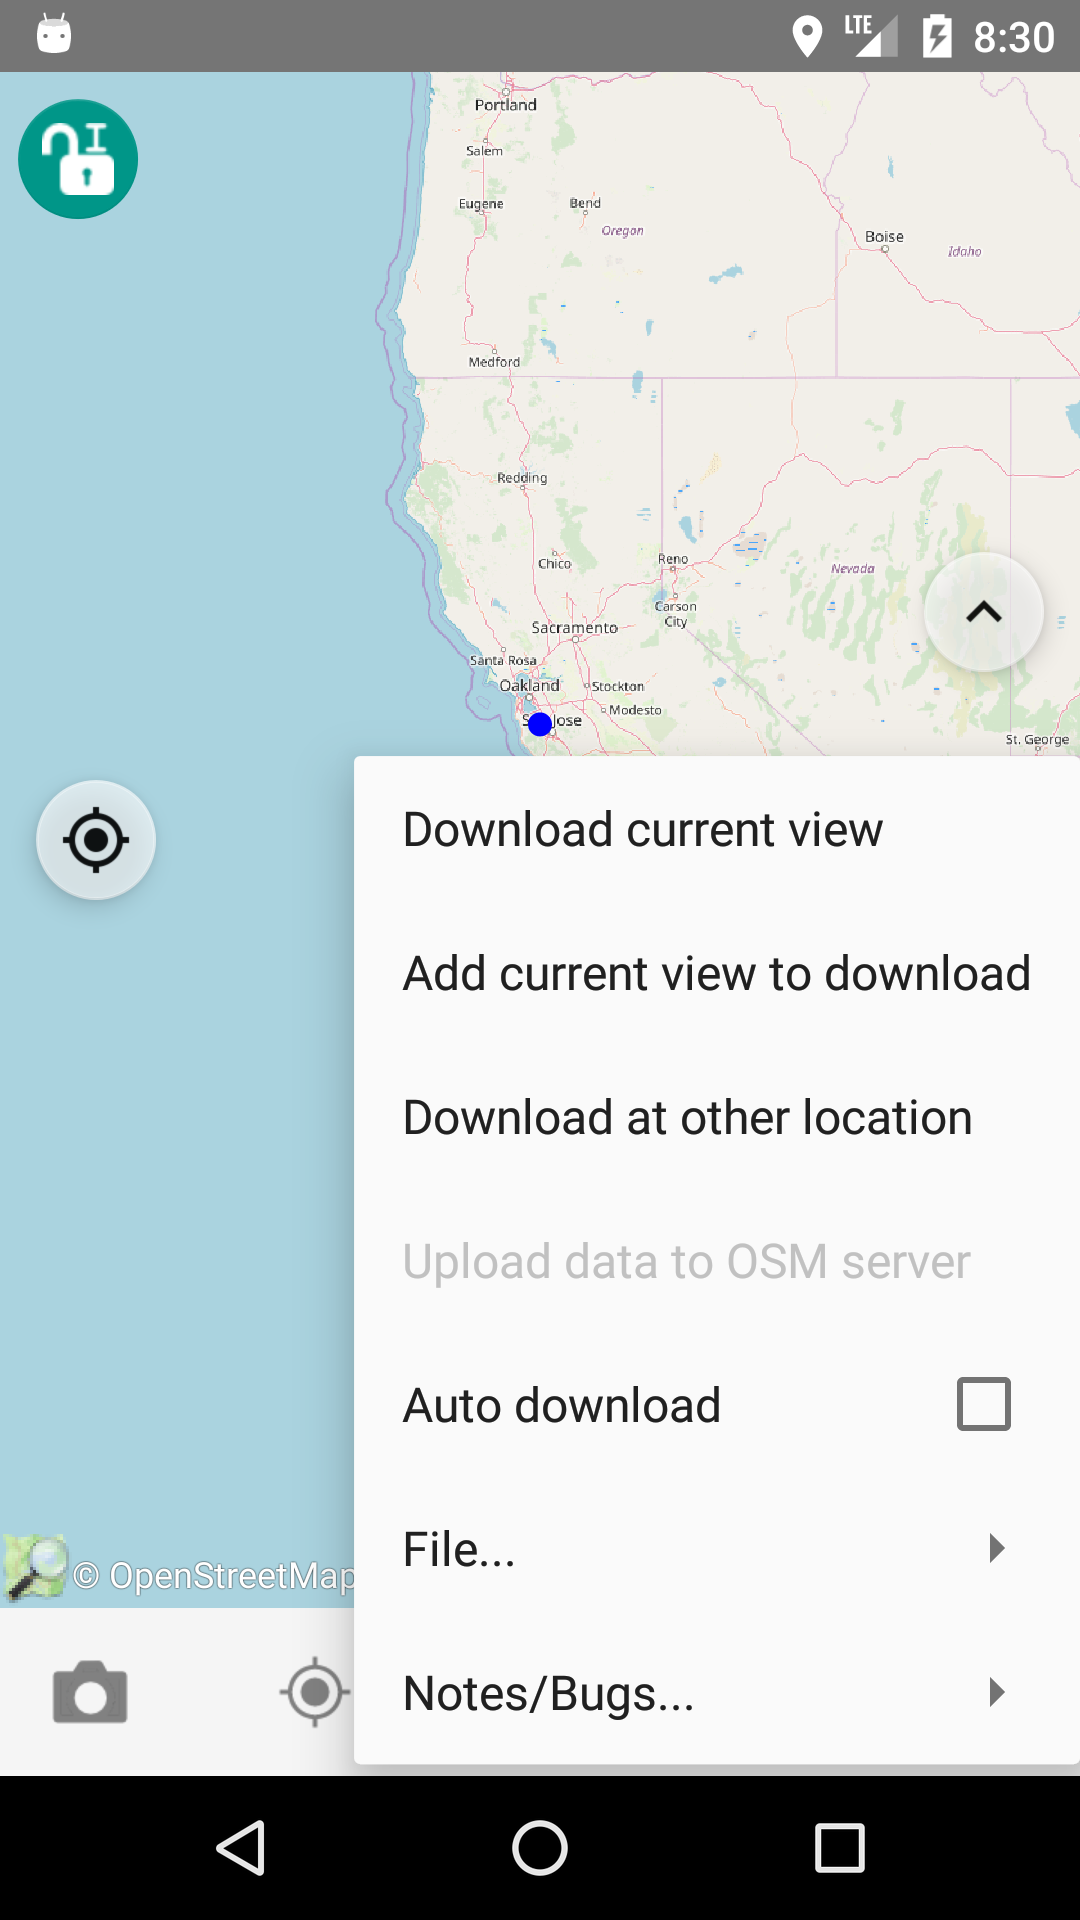 LTE 8:30
Portland
Salem
Eugene
Bend
Oregon
Boise
Idaho
Medford
Redding
Chico
Reno
Nevada
Carson
City
Sacramento
Santa Rosa
Oakland
Stockton
Modesto
Jose
St. George
Download current view
Add current view to download
Download at other location
Upload data to OSM server
Auto download
File...
© OpenStreetMap
Notes/Bugs...